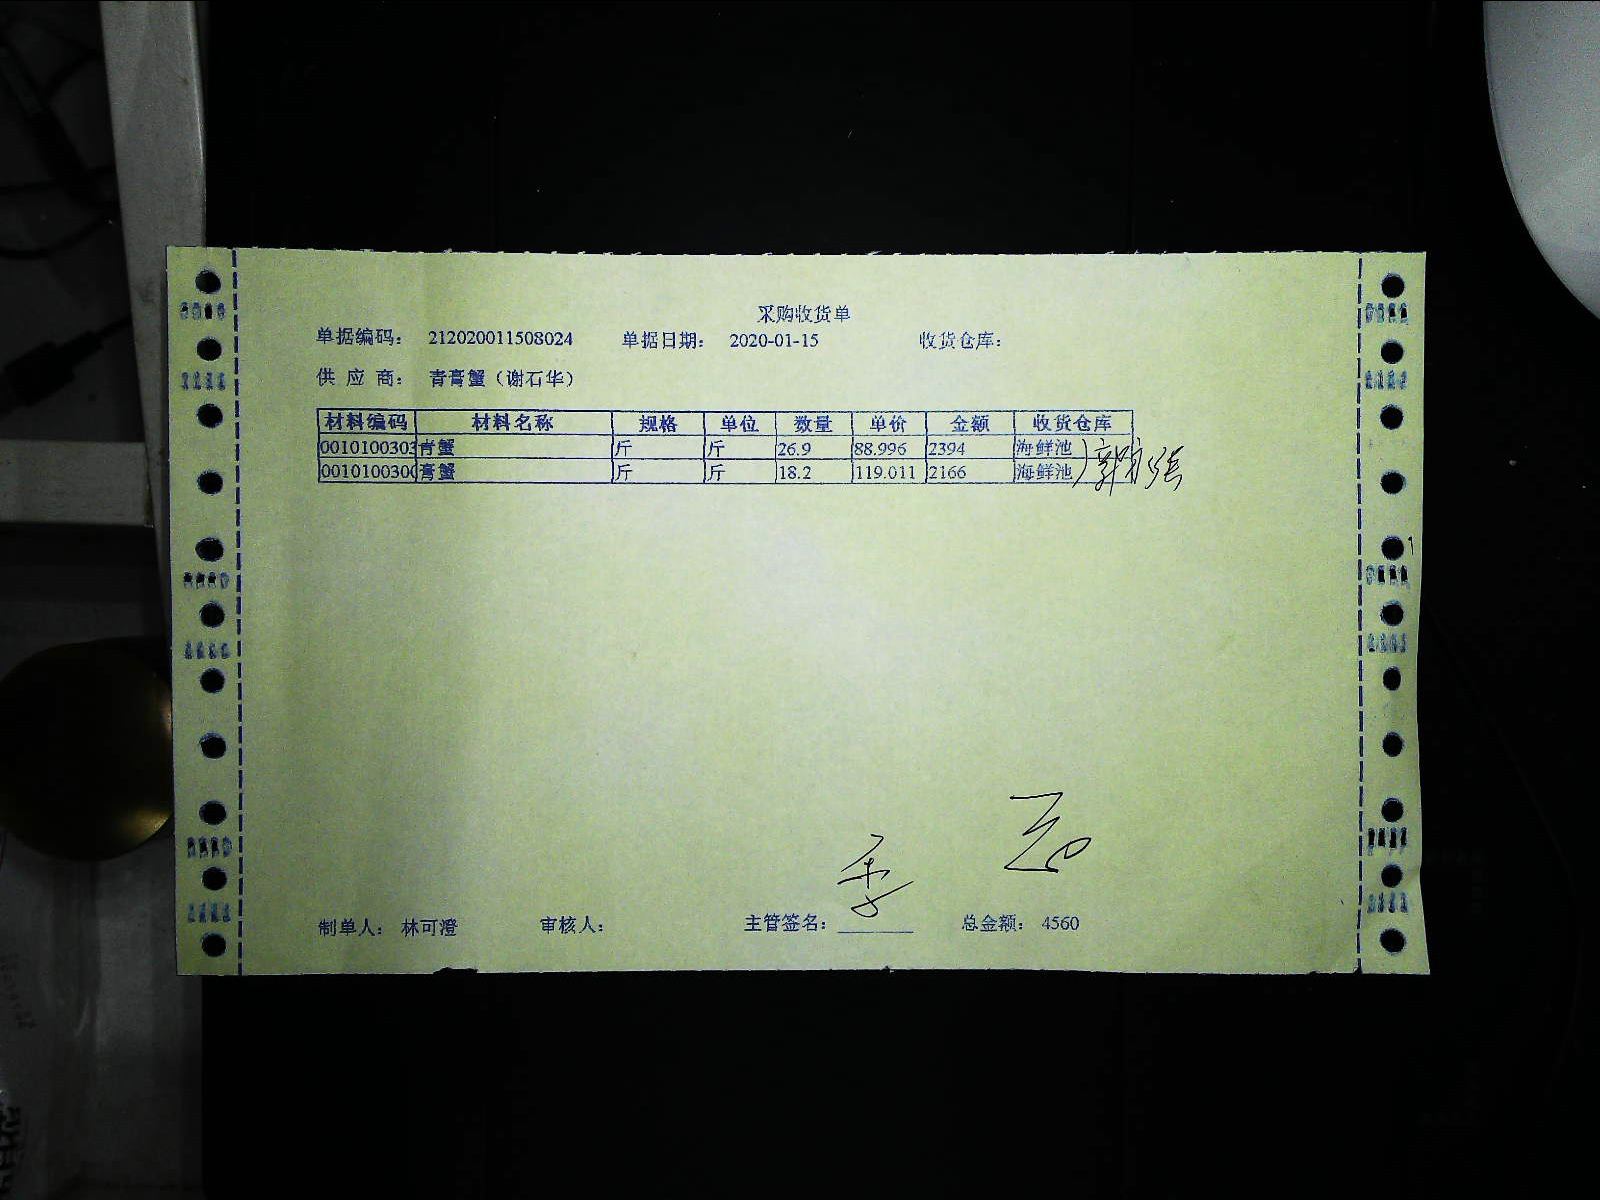 采购收货单
单据编码： 212020011508024 单据日期： 2020-01-15 收货仓库：
供 应 商： 青膏蟹（谢石华）
材料编码 材料名称 规格 单位 数量 单价 金额 收货仓库
0010100303 青蟹 斤 斤 26.9 88.996 2394 海鲜池
001010030 膏蟹 斤 斤 18.2 119.011 2166 海鲜池
制单人： 林可澄 审核人： 主管签名： 总金额： 4560